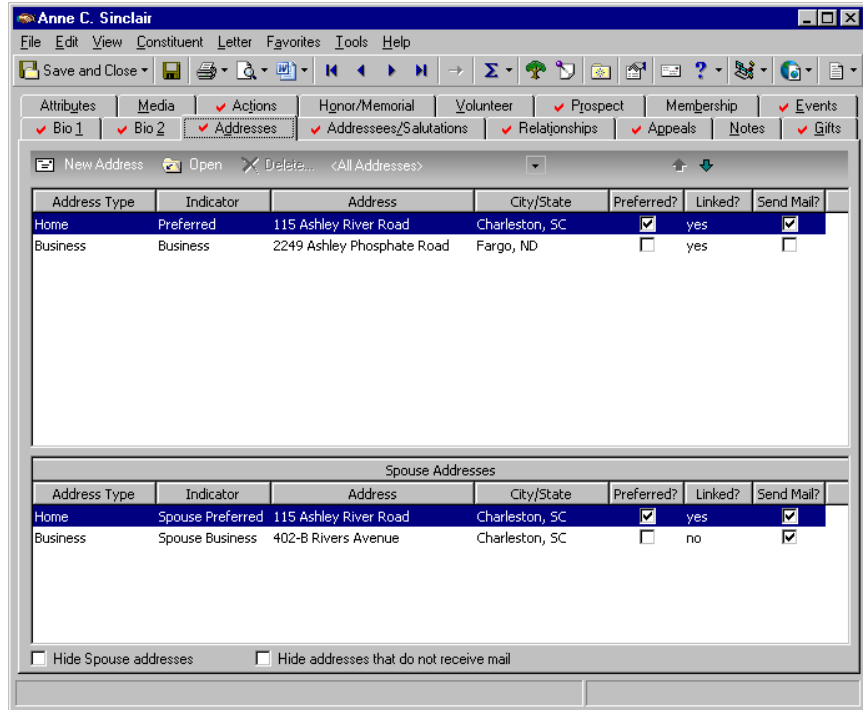 Anne C. Sinclair
File Edit View Constituent Letter Favorites Tools Help
Save and Close
Attributes Media Actions Honor/Memorial Volunteer Prospect Membership Events
Bio 1 Bio 2 Addresses Addressees/Salutations Relationships Appeals Notes Gifts
New Address Open Delete... <All Addresses>
Address Type Indicator Address City/State Preferred? Linked? Send Mail?
Home Preferred 115 Ashley River Road Charleston, SC yes
Business Business 2249 Ashley Phosphate Road Fargo, ND yes
Spouse Addresses
Address Type Indicator Address City/State Preferred? Linked? Send Mail?
Home Spouse Preferred 115 Ashley River Road Charleston, SC yes
Business Spouse Business 402-B Rivers Avenue Charleston, SC no
Hide Spouse addresses Hide addresses that do not receive mail